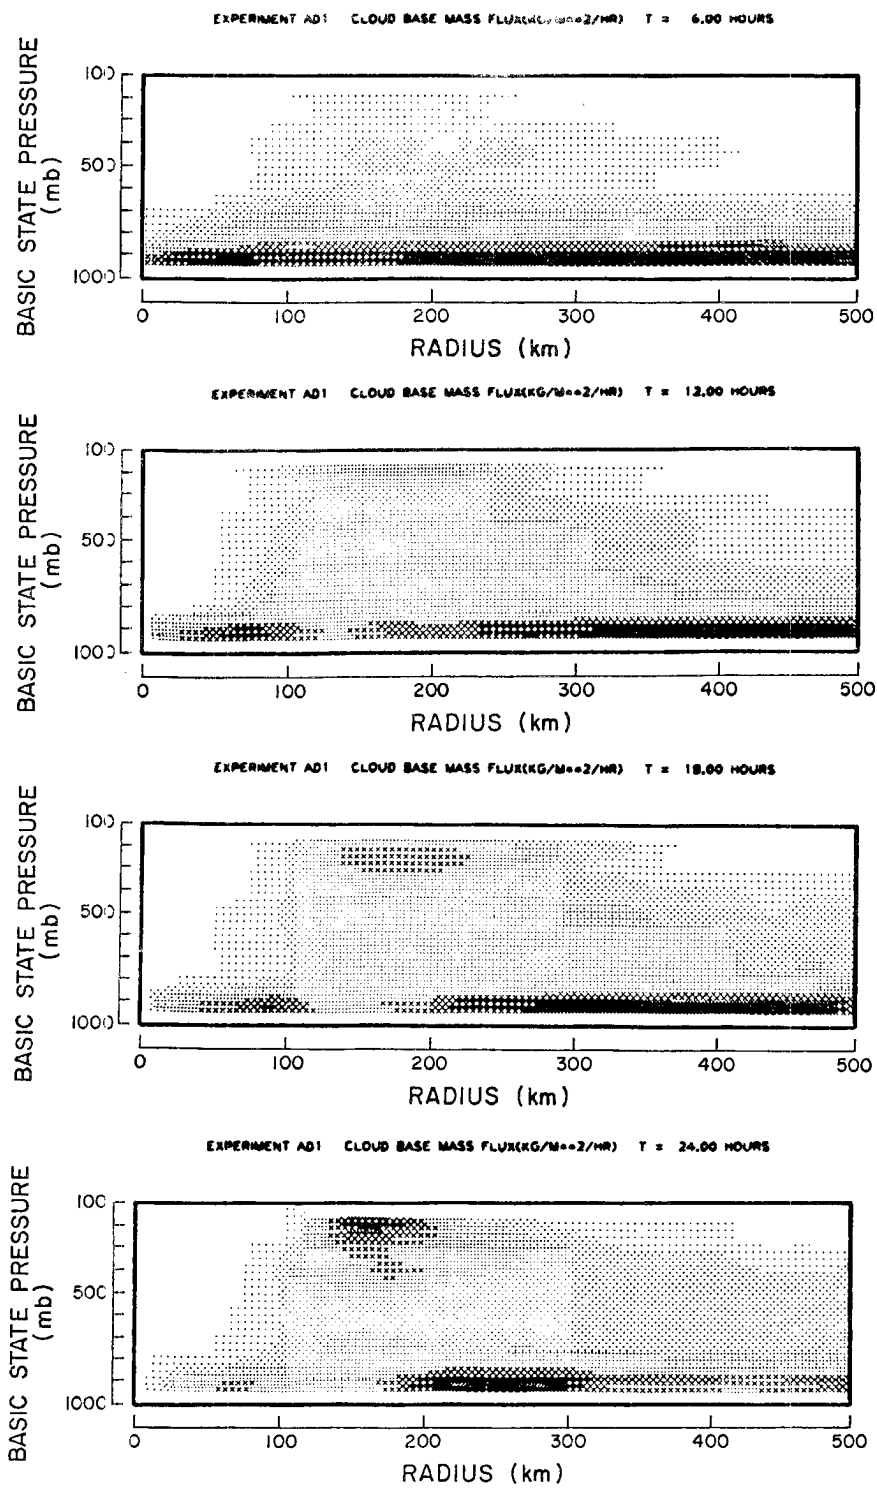 EXPERIMENT AD1 CLOUD BASE MASS FLUX(KG/M**2/HR) T = 6.00 HOURS
BASIC STATE PRESSURE
(mb)
100
500
1000
0 100 200 300 400 500
RADIUS (km)
EXPERIMENT AD1 CLOUD BASE MASS FLUX(KG/M**2/HR) T = 12.00 HOURS
BASIC STATE PRESSURE
(mb)
100
500
1000
0 100 200 300 400 500
RADIUS (km)
EXPERIMENT AD1 CLOUD BASE MASS FLUX(KG/M**2/HR) T = 18.00 HOURS
BASIC STATE PRESSURE
(mb)
100
500
1000
0 100 200 300 400 500
RADIUS (km)
EXPERIMENT AD1 CLOUD BASE MASS FLUX(KG/M**2/HR) T = 24.00 HOURS
BASIC STATE PRESSURE
(mb)
100
500
1000
0 100 200 300 400 500
RADIUS (km)